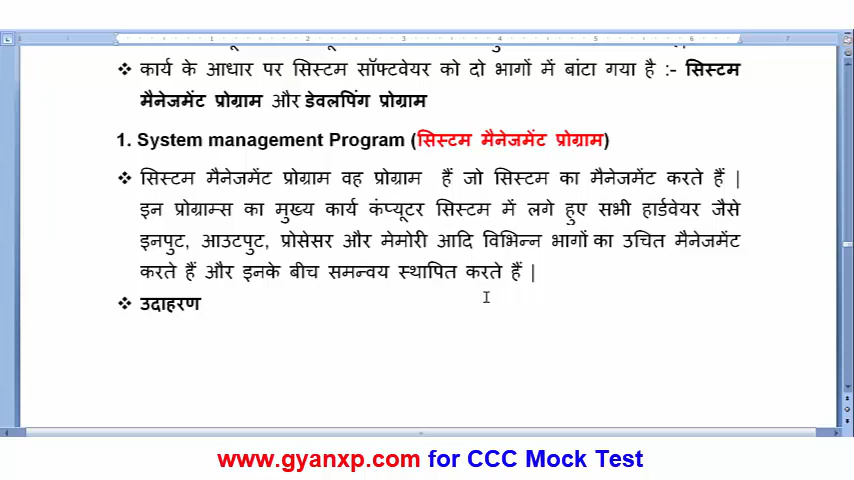 ❖ कार्य के आधार पर सिस्टम सॉफ्टवेयर को दो भागों में बांटा गया है :- सिस्टम
मैनेजमेंट प्रोग्राम और डेवलपिंग प्रोग्राम
1. System management Program (सिस्टम मैनेजमेंट प्रोग्राम)
❖ सिस्टम मैनेजमेंट प्रोग्राम वह प्रोग्राम हैं जो सिस्टम का मैनेजमेंट करते हैं |
इन प्रोग्राम्स का मुख्य कार्य कंप्यूटर सिस्टम में लगे हुए सभी हार्डवेयर जैसे
इनपुट, आउटपुट, प्रोसेसर और मेमोरी आदि विभिन्न भागों का उचित मैनेजमेंट
करते हैं और इनके बीच समन्वय स्थापित करते हैं |
❖ उदाहरण
www.gyanxp.com for CCC Mock Test